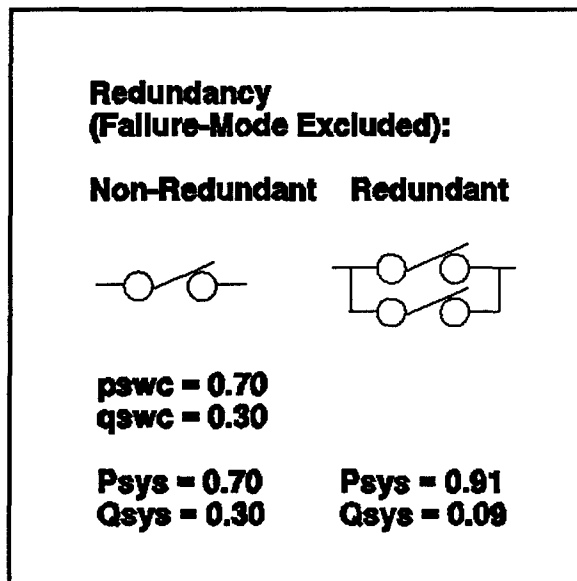 Redundancy
(Failure-Mode Excluded):
Non-Redundant Redundant
pswc = 0.70
qswc = 0.30
Psys = 0.70 Psys = 0.91
Qsys = 0.30 Qsys = 0.09